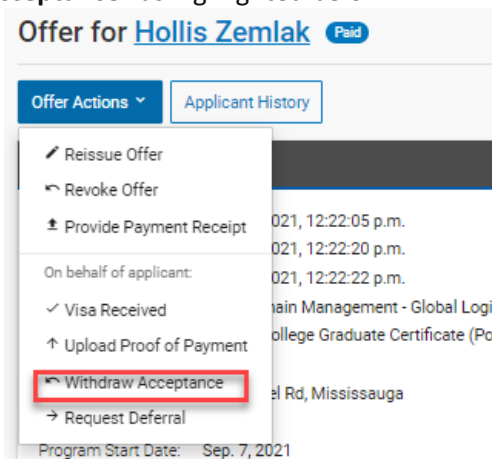 Offer for Hollis Zemlak Paid
Offer Actions Applicant History
Reissue Offer
Revoke Offer
Provide Payment Receipt
021, 12:22:05 p.m.
021, 12:22:20 p.m.
On behalf of applicant:
021, 12:22:22 p.m.
Visa Received
ain Management - Global Logi
Upload Proof of Payment
ollege Graduate Certificate (Po
Withdraw Acceptance
el Rd, Mississauga
Request Deferral
Program Start Date: Sep. 7, 2021